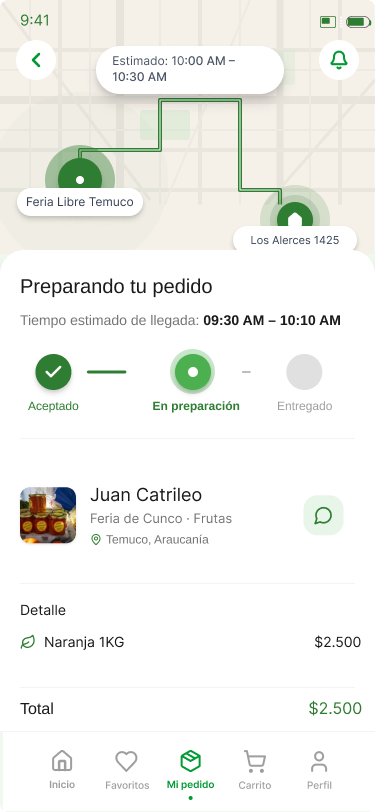 9:41
Estimado: 10:00 AM –
10:30 AM
Feria Libre Temuco
Los Alerces 1425
Preparando tu pedido
Tiempo estimado de llegada: 09:30 AM – 10:10 AM
Aceptado
En preparación
Entregado
Juan Catrileo
Feria de Cunco · Frutas
Temuco, Araucanía
Detalle
Naranja 1KG $2.500
Total $2.500
Inicio Favoritos Mi pedido Carrito Perfil